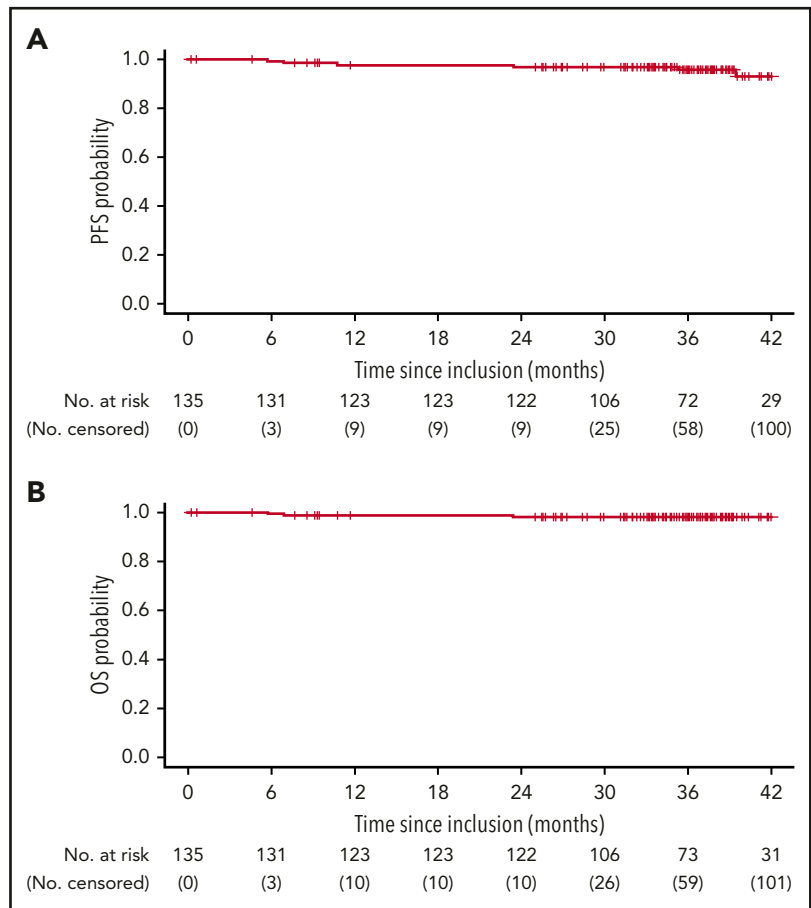 A
PFS probability
1.0
0.8
0.6
0.4
0.2
0.0
0 6 12 18 24 30 36 42
Time since inclusion (months)
No. at risk 135 131 123 123 122 106 72 29
(No. censored) (0) (3) (9) (9) (9) (25) (58) (100)
B
OS probability
1.0
0.8
0.6
0.4
0.2
0.0
0 6 12 18 24 30 36 42
Time since inclusion (months)
No. at risk 135 131 123 123 122 106 73 31
(No. censored) (0) (3) (10) (10) (10) (26) (59) (101)